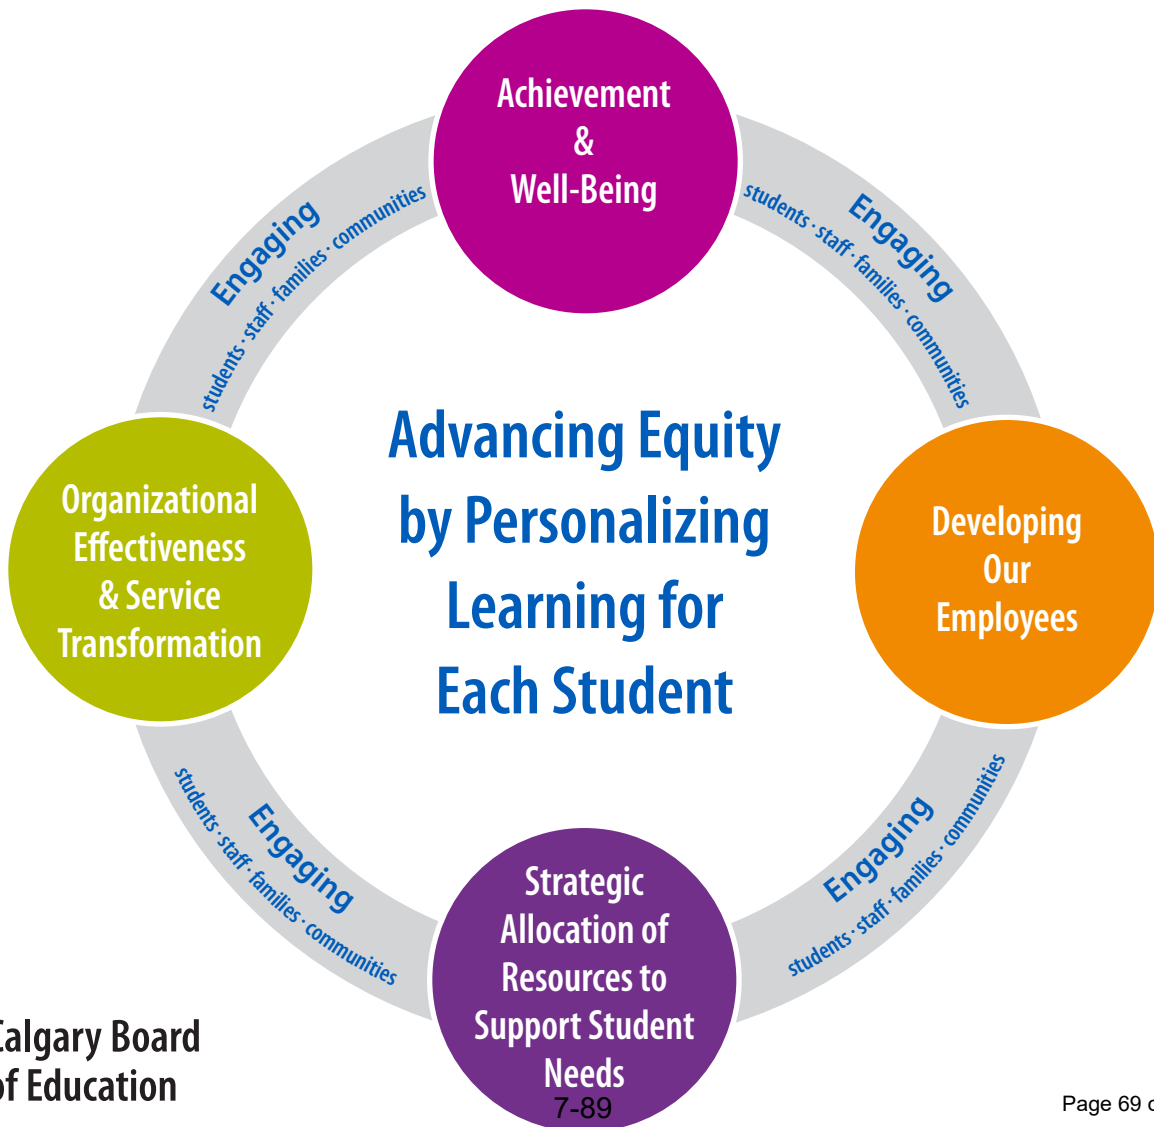 Achievement
&
Well-Being
Engaging
students · staff · families · communities
Engaging
students · staff · families · communities
Advancing Equity
by Personalizing
Learning for
Each Student
Organizational
Effectiveness
& Service
Transformation
Developing
Our
Employees
Engaging
students · staff · families · communities
Engaging
students · staff · families · communities
Strategic
Allocation of
Resources to
Support Student
Needs
Calgary Board
of Education
7-89
Page 69 o